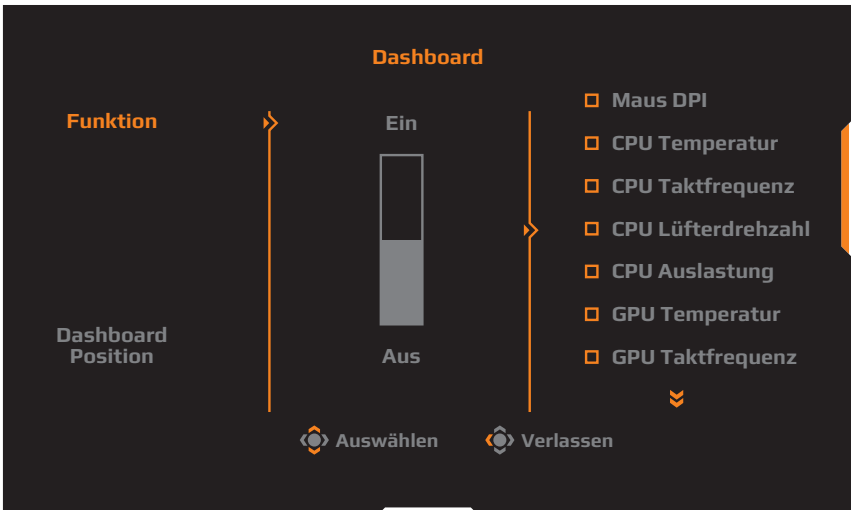 Dashboard
Funktion
Dashboard
Position
Ein
Aus
Maus DPI
CPU Temperatur
CPU Taktfrequenz
CPU Lüfterdrehzahl
CPU Auslastung
GPU Temperatur
GPU Taktfrequenz
Auswählen
Verlassen